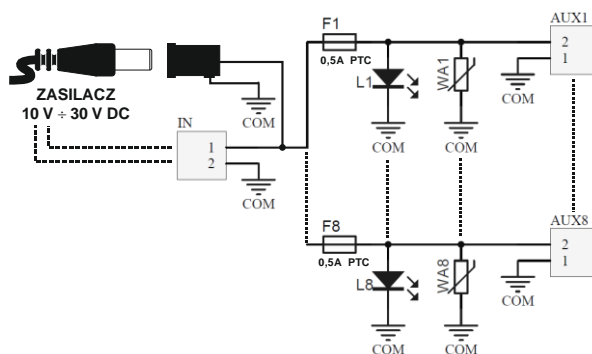 F1
AUX1
0,5A PTC
2
1
L1
WA1
ZASILACZ
10 V ÷ 30 V DC
COM
COM
COM
COM
IN
1
2
COM
F8
AUX8
0,5A PTC
2
1
L8
WA8
COM
COM
COM